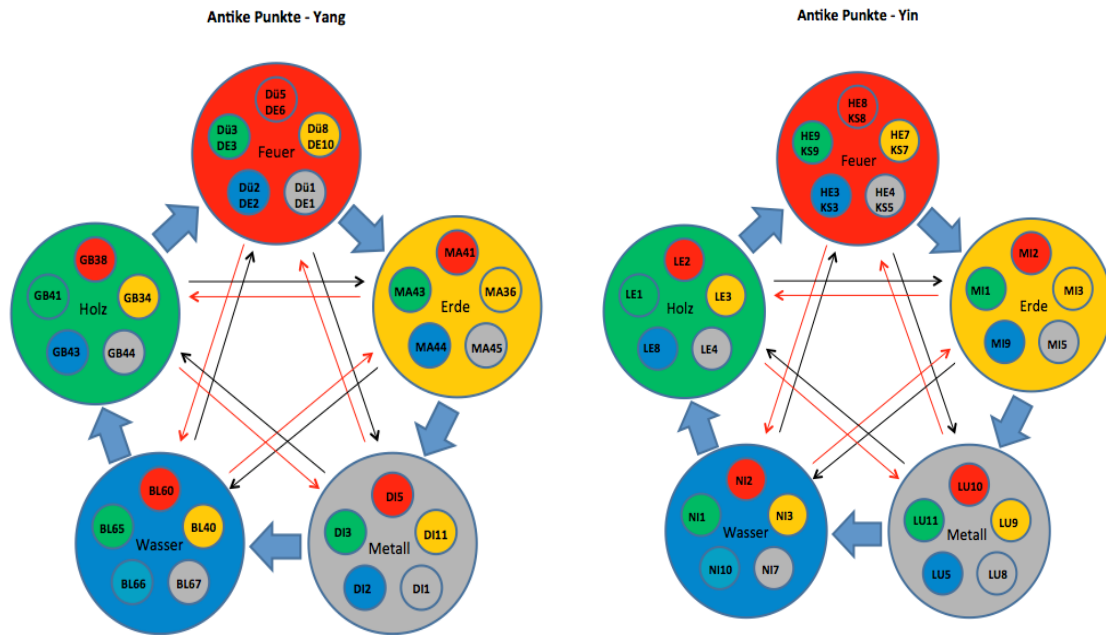 Antike Punkte - Yang
Dü5
DE6
Dü3
DE3
Dü8
DE10
Feuer
Dü2
DE2
Dü1
DE1
GB38
GB41
GB34
Holz
GB43
GB44
MA41
MA43
MA36
Erde
MA44
MA45
BL60
BL65
BL40
Wasser
BL66
BL67
DI5
DI3
DI11
Metall
DI2
DI1
Antike Punkte - Yin
HE8
KS8
HE9
KS9
HE7
KS7
Feuer
HE3
KS3
HE4
KS5
LE2
LE1
LE3
Holz
LE8
LE4
MI2
MI1
MI3
Erde
MI9
MI5
NI2
NI1
NI3
Wasser
NI10
NI7
LU10
LU11
LU9
Metall
LU5
LU8